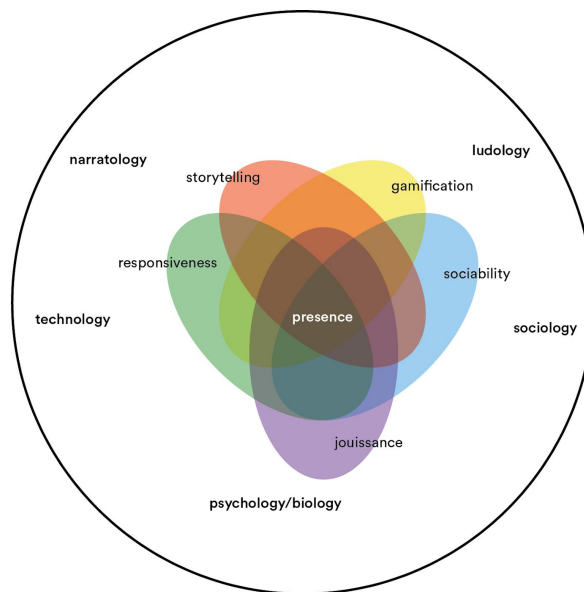 ludology
narratology
storytelling
gamification
responsiveness
sociability
presence
technology
sociology
jouissance
psychology/biology